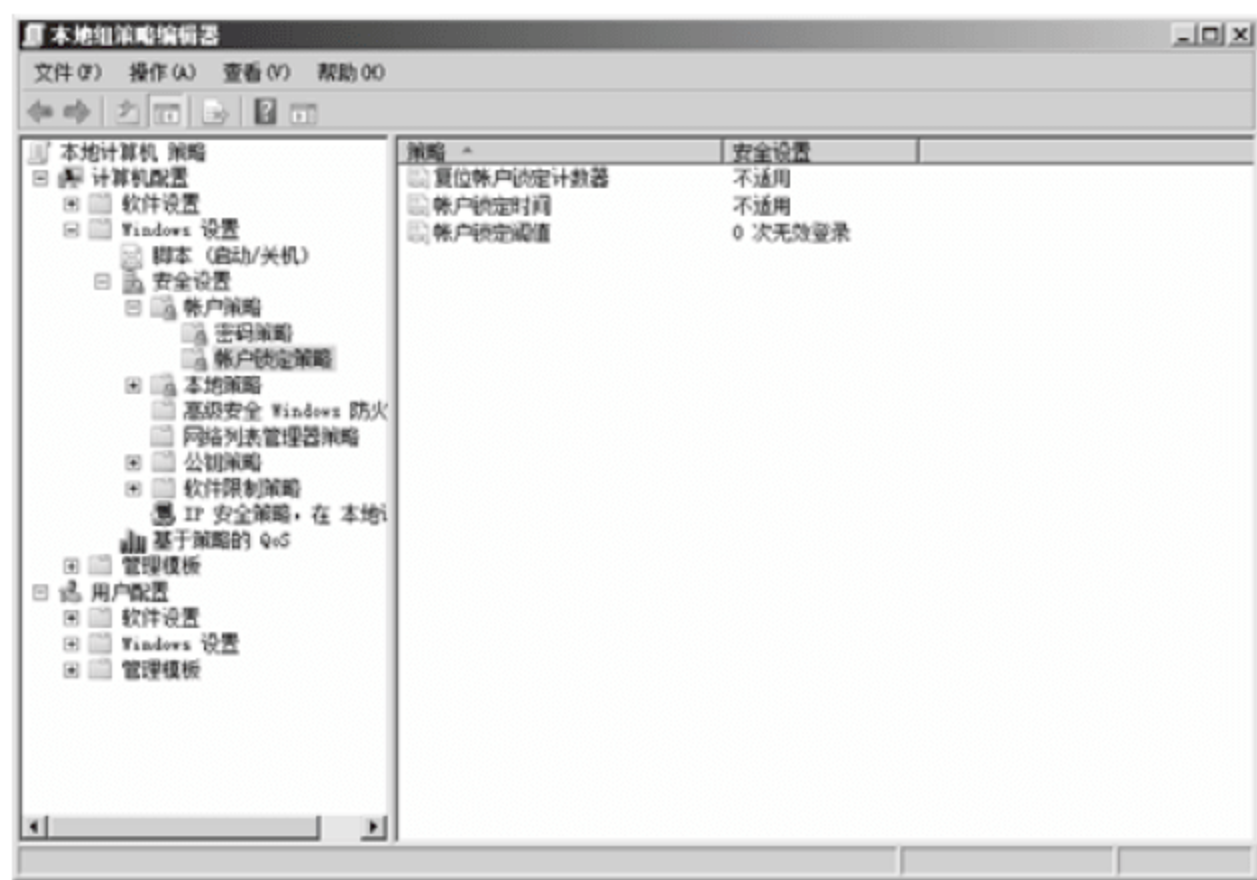 本地组策略编辑器
文件(F) 操作(A) 查看(V) 帮助(H)
本地计算机 策略
计算机配置
软件设置
Windows 设置
脚本 (启动/关机)
安全设置
帐户策略
密码策略
帐户锁定策略
本地策略
高级安全 Windows 防火
网络列表管理器策略
公钥策略
软件限制策略
IP 安全策略，在 本地
基于策略的 QoS
管理模板
用户配置
软件设置
Windows 设置
管理模板
策略 安全设置
复位帐户锁定计数器 不适用
帐户锁定时间 不适用
帐户锁定阈值 0 次无效登录